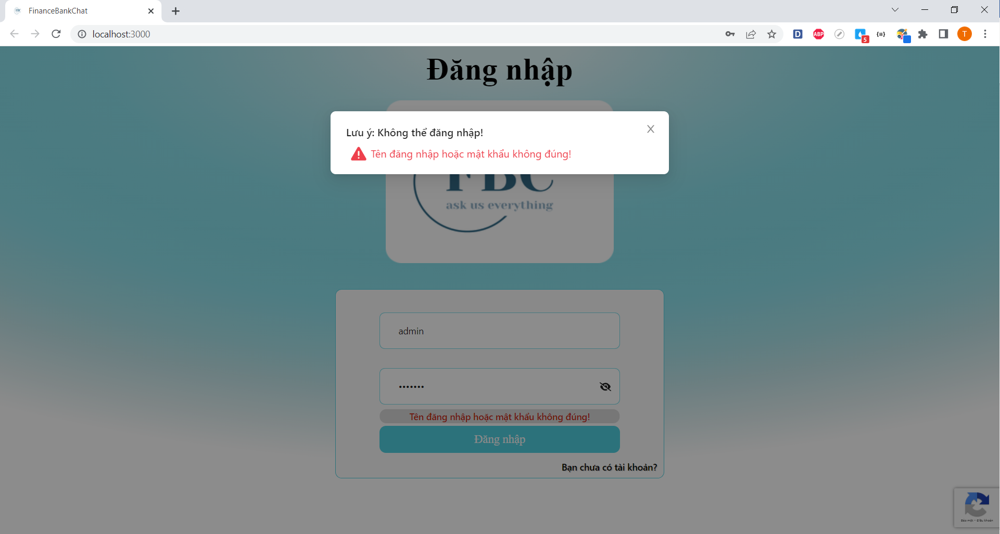 FinanceBankChat
localhost:3000
D
ABP
5
T
Đăng nhập
Lưu ý: Không thể đăng nhập!
Tên đăng nhập hoặc mật khẩu không đúng!
FBC
ask us everything
admin
•••••••
Tên đăng nhập hoặc mật khẩu không đúng!
Đăng nhập
Bạn chưa có tài khoản?
Bảo mật - Điều khoản